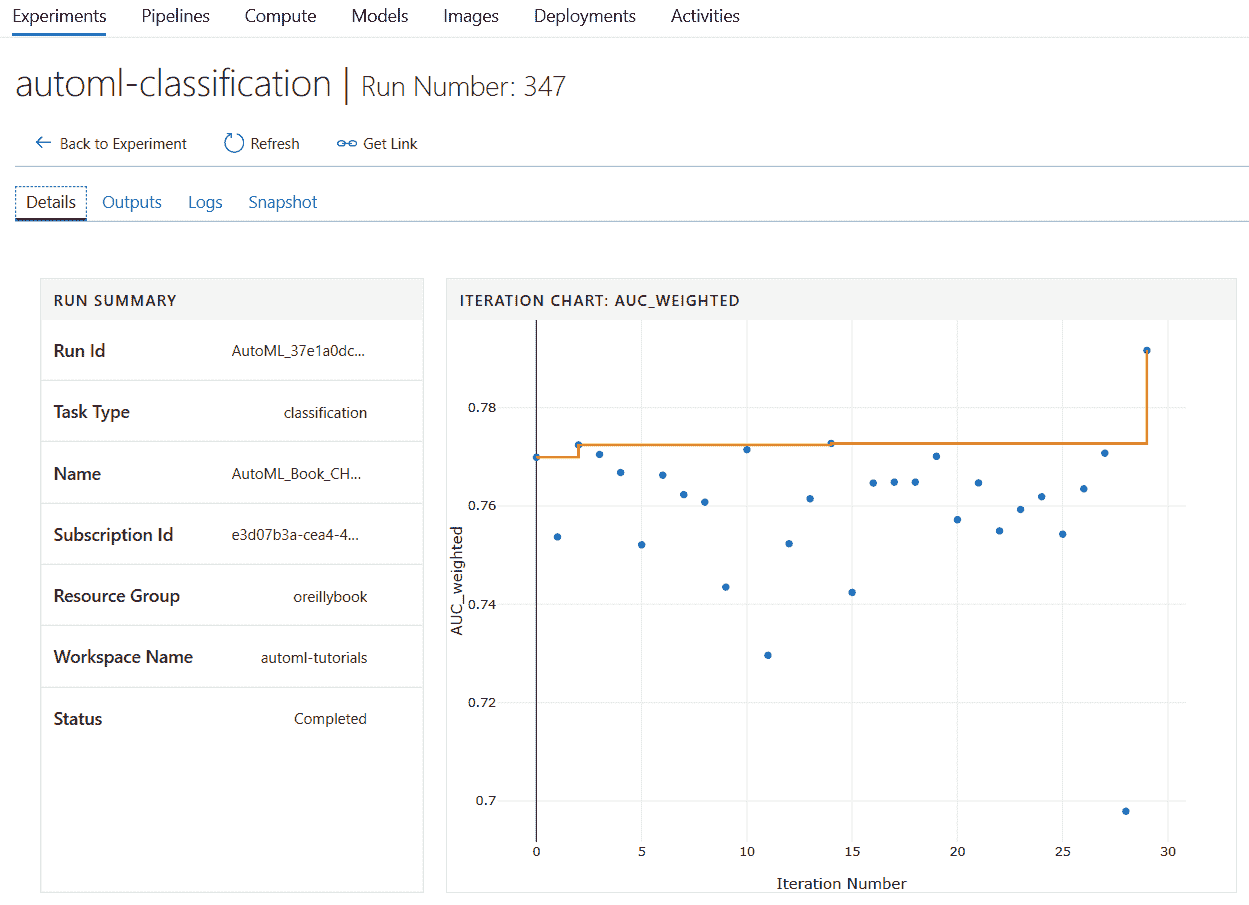 Experiments Pipelines Compute Models Images Deployments Activities
automl-classification | Run Number: 347
Back to Experiment Refresh Get Link
Details Outputs Logs Snapshot
RUN SUMMARY
Run Id AutoML_37e1a0dc...
Task Type classification
Name AutoML_Book_CH...
Subscription Id e3d07b3a-cea4-4...
Resource Group oreillybook
Workspace Name automl-tutorials
Status Completed
ITERATION CHART: AUC_WEIGHTED
AUC_weighted
0.78
0.76
0.74
0.72
0.7
0 5 10 15 20 25 30
Iteration Number